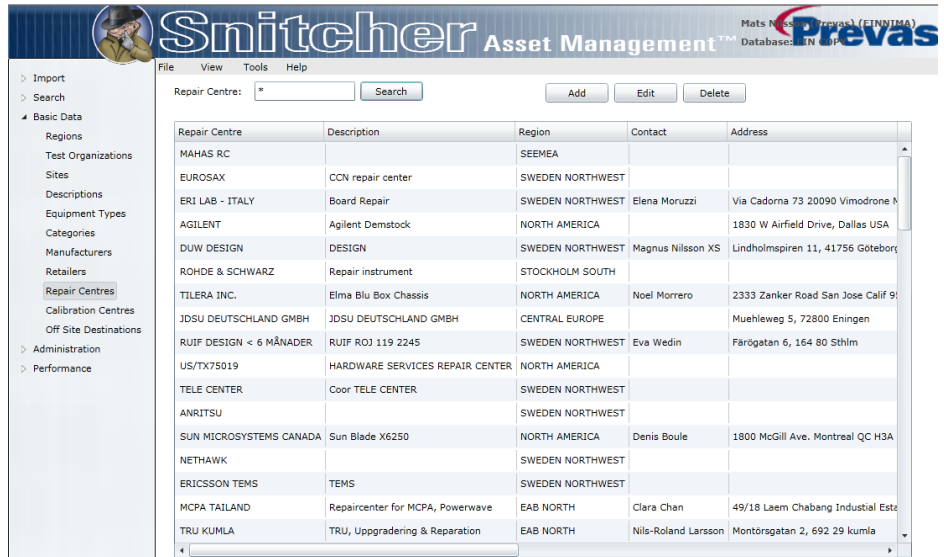 Snitcher Asset Management™
Mats Nilsson (Prevas) (FINNIMA)
Database: FIN COPY
Prevas
File View Tools Help
Import
Search
Basic Data
Regions
Test Organizations
Sites
Descriptions
Equipment Types
Categories
Manufacturers
Retailers
Repair Centres
Calibration Centres
Off Site Destinations
Administration
Performance
Repair Centre: * Search Add Edit Delete
Repair Centre Description Region Contact Address
MAHAS RC SEEMEA
EUROSAX CCN repair center SWEDEN NORTHWEST
ERI LAB - ITALY Board Repair SWEDEN NORTHWEST Elena Moruzzi Via Cadorna 73 20090 Vimodrone
AGILENT Agilent Demstock NORTH AMERICA 1830 W Airfield Drive, Dallas USA
DUW DESIGN DESIGN SWEDEN NORTHWEST Magnus Nilsson XS Lindholmspiren 11, 41756 Göteborg
ROHDE & SCHWARZ Repair instrument STOCKHOLM SOUTH
TILERA INC. Elma Blu Box Chassis NORTH AMERICA Noel Morrero 2333 Zanker Road San Jose Calif
JDSU DEUTSCHLAND GMBH JDSU DEUTSCHLAND GMBH CENTRAL EUROPE Muehleweg 5, 72800 Eningen
RUIF DESIGN < 6 MÅNADER RUIF ROJ 119 2245 SWEDEN NORTHWEST Eva Wedin Färögatan 6, 164 80 Sthlm
US/TX75019 HARDWARE SERVICES REPAIR CENTER NORTH AMERICA
TELE CENTER Coor TELE CENTER SWEDEN NORTHWEST
ANRITSU SWEDEN NORTHWEST
SUN MICROSYSTEMS CANADA Sun Blade X6250 NORTH AMERICA Denis Boule 1800 McGill Ave. Montreal QC H3A
NETHAWK SWEDEN NORTHWEST
ERICSSON TEMS TEMS SWEDEN NORTHWEST
MCPA TAILAND Repaircenter for MCPA, Powerwave EAB NORTH Clara Chan 49/18 Laem Chabang Industial Esta
TRU KUMLA TRU, Uppgradering & Reparation EAB NORTH Nils-Roland Larsson Montörsgatan 2, 692 29 kumla